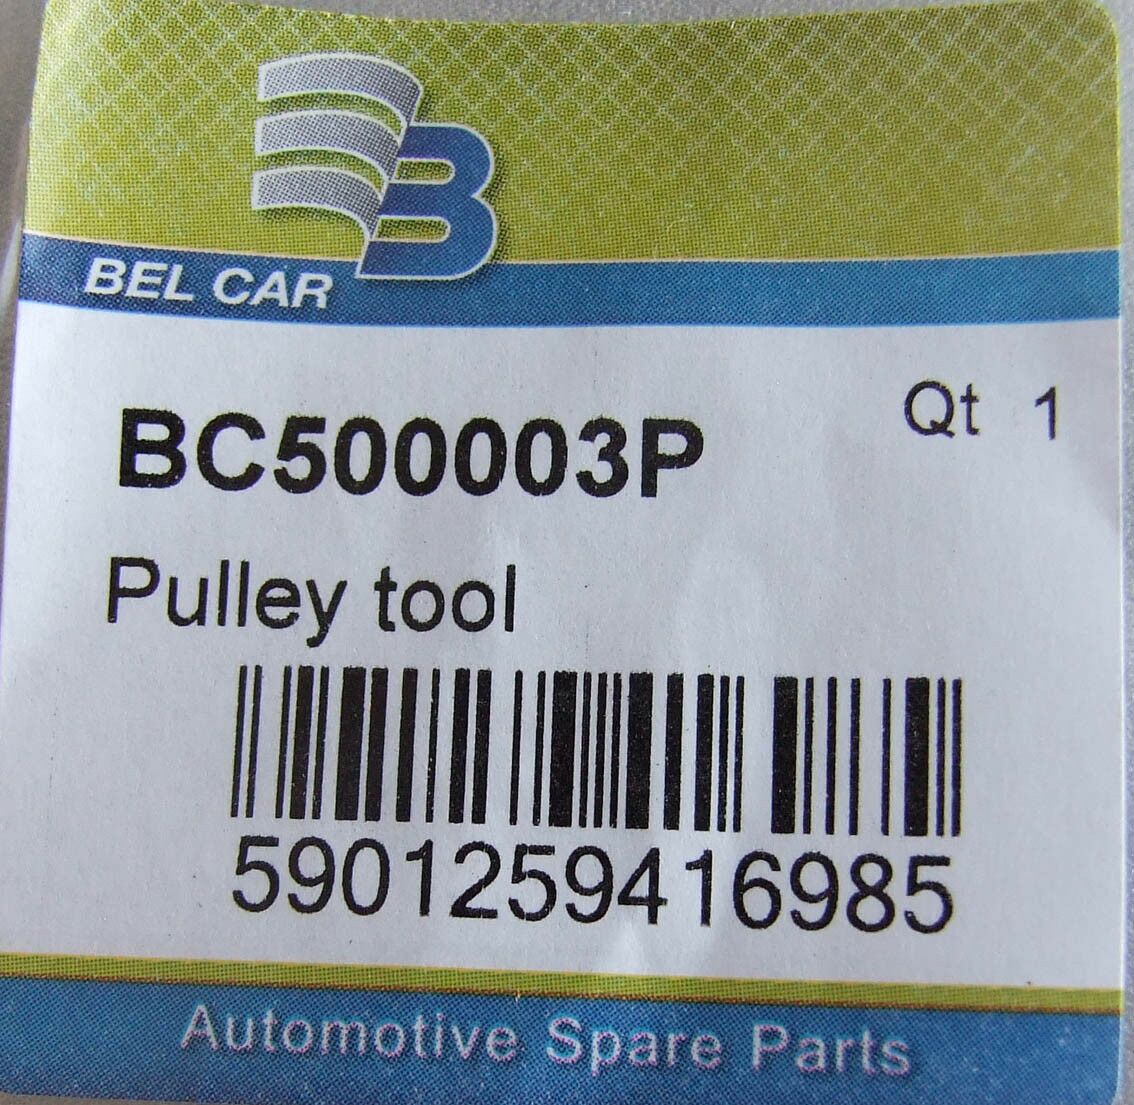 B
BEL CAR
Qt 1
BC500003P
Pulley tool
5901259416985
Automotive Spare Parts